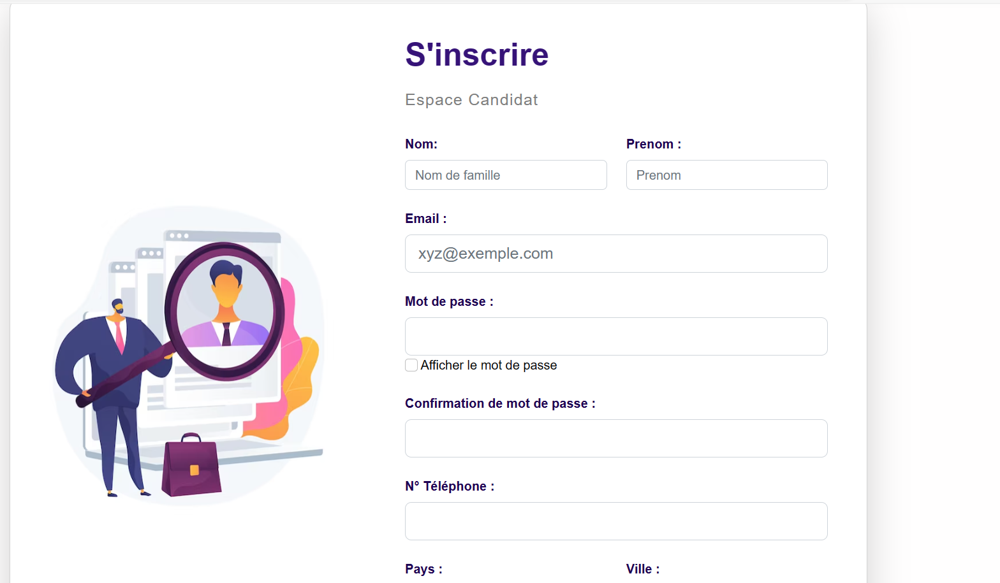 S'inscrire
Espace Candidat
Nom:
Prenom :
Nom de famille
Prenom
Email :
xyz@exemple.com
Mot de passe :
Afficher le mot de passe
Confirmation de mot de passe :
N° Téléphone :
Pays :
Ville :